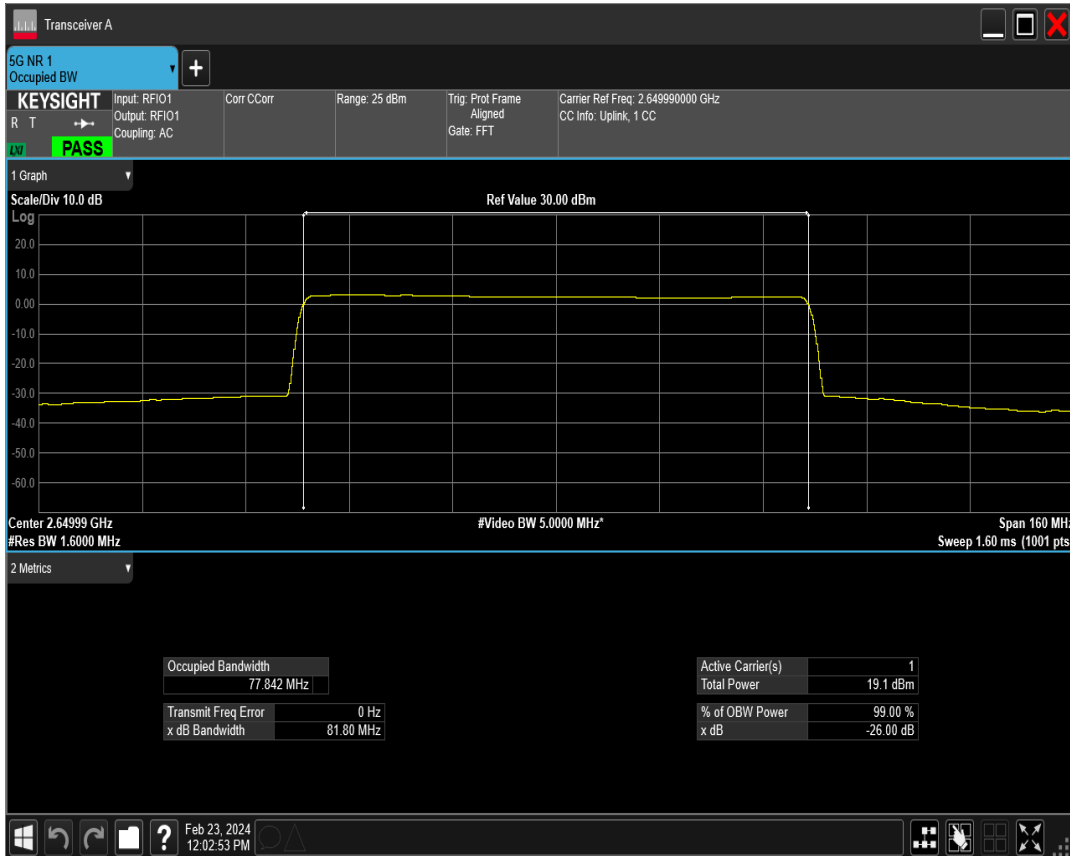 Transceiver A
5G NR 1
Occupied BW
+
KEYSIGHT
R T
LXI
PASS
Input: RFIO1
Output: RFIO1
Coupling: AC
Corr CCorr
Range: 25 dBm
Trig: Prot Frame
Aligned
Gate: FFT
Carrier Ref Freq: 2.649990000 GHz
CC Info: Uplink, 1 CC
1 Graph
Scale/Div 10.0 dB
Ref Value 30.00 dBm
Log
20.0
10.0
0.00
-10.0
-20.0
-30.0
-40.0
-50.0
-60.0
Center 2.64999 GHz
#Video BW 5.0000 MHz*
Span 160 MHz
#Res BW 1.6000 MHz
Sweep 1.60 ms (1001 pts
2 Metrics
Occupied Bandwidth
77.842 MHz
Transmit Freq Error 0 Hz
x dB Bandwidth 81.80 MHz
Active Carrier(s) 1
Total Power 19.1 dBm
% of OBW Power 99.00 %
x dB -26.00 dB
?
Feb 23, 2024
12:02:53 PM